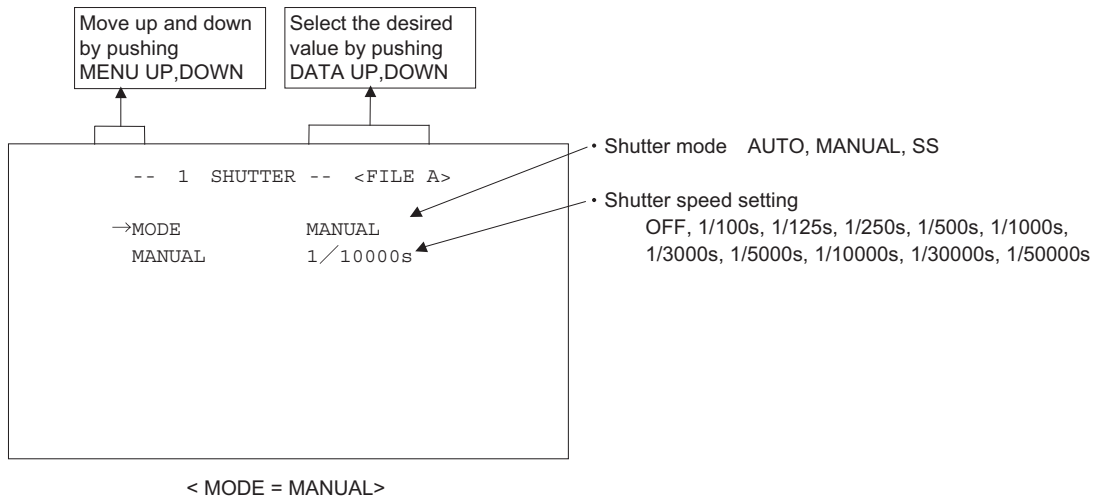 Move up and down
by pushing
MENU UP,DOWN
Select the desired
value by pushing
DATA UP,DOWN
-- 1 SHUTTER -- <FILE A>
→MODE MANUAL
MANUAL 1/10000s
・Shutter mode AUTO, MANUAL, SS
・Shutter speed setting
OFF, 1/100s, 1/125s, 1/250s, 1/500s, 1/1000s,
1/3000s, 1/5000s, 1/10000s, 1/30000s, 1/50000s
< MODE = MANUAL>